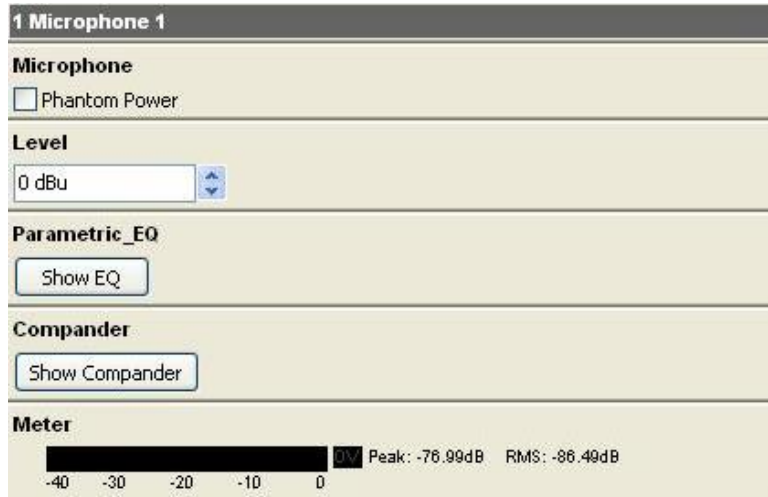 1 Microphone 1
Microphone
Phantom Power
Level
0 dBu
Parametric_EQ
Show EQ
Compander
Show Compander
Meter
OV Peak: -76.99dB RMS: -86.49dB
-40 -30 -20 -10 0